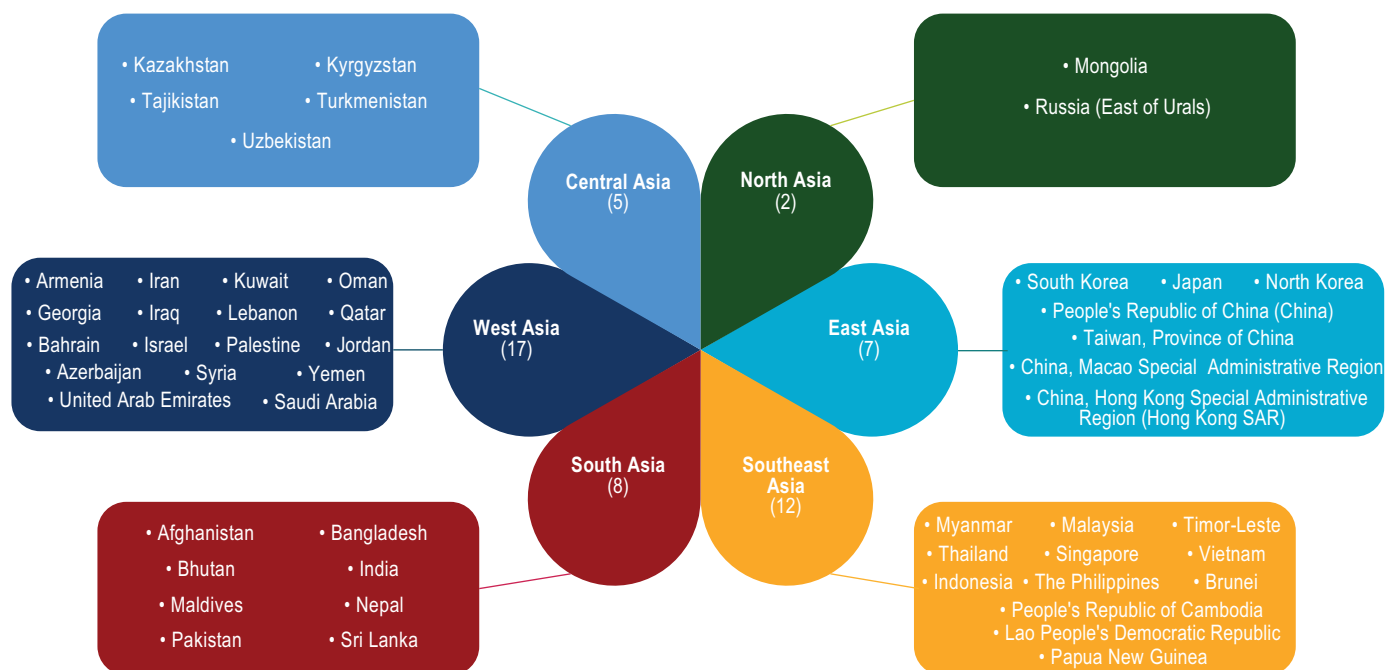 • Kazakhstan • Kyrgyzstan
• Tajikistan • Turkmenistan
• Uzbekistan
• Mongolia
• Russia (East of Urals)
Central Asia
(5)
North Asia
(2)
• Armenia • Iran • Kuwait • Oman
• Georgia • Iraq • Lebanon • Qatar
• Bahrain • Israel • Palestine • Jordan
• Azerbaijan • Syria • Yemen
• United Arab Emirates • Saudi Arabia
West Asia
(17)
East Asia
(7)
• South Korea • Japan • North Korea
• People's Republic of China (China)
• Taiwan, Province of China
• China, Macao Special Administrative Region
• China, Hong Kong Special Administrative
Region (Hong Kong SAR)
South Asia
(8)
Southeast
Asia
(12)
• Afghanistan • Bangladesh
• Bhutan • India
• Maldives • Nepal
• Pakistan • Sri Lanka
• Myanmar • Malaysia • Timor-Leste
• Thailand • Singapore • Vietnam
• Indonesia • The Philippines • Brunei
• People's Republic of Cambodia
• Lao People's Democratic Republic
• Papua New Guinea